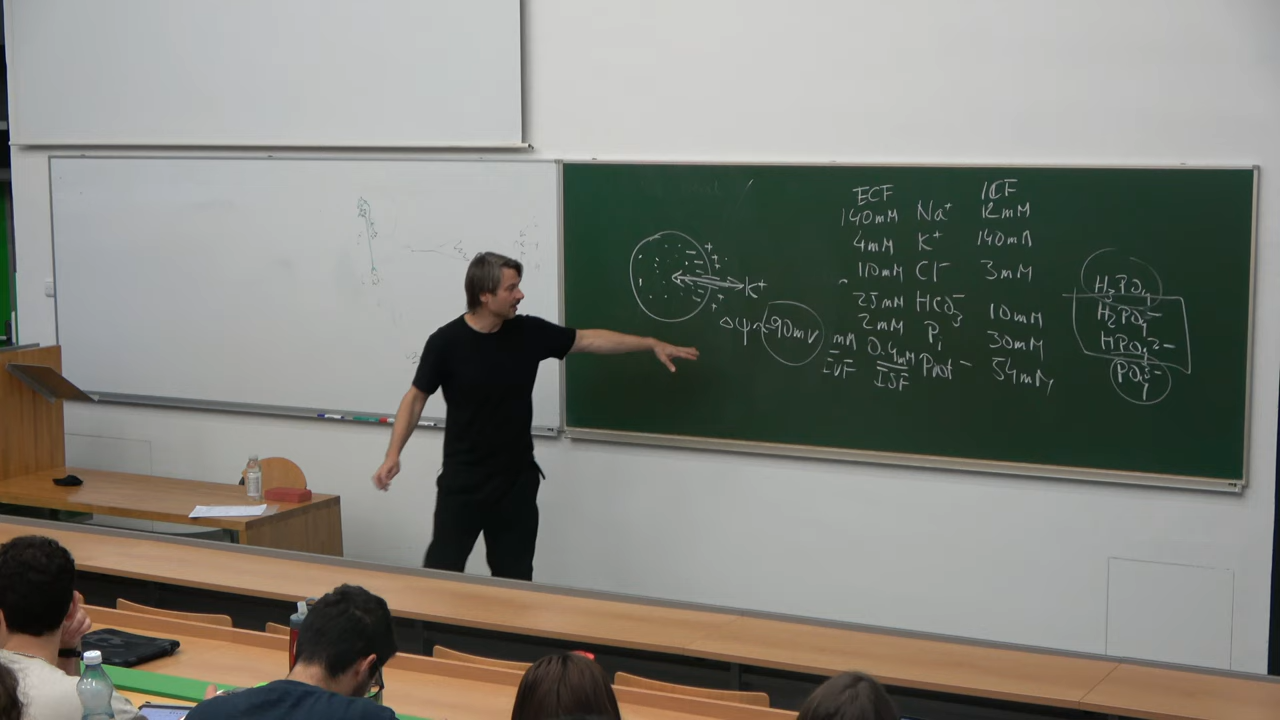 ECF ICF
140mM Na⁺ 12mM
4mM K⁺ 140mM
110mM Cl⁻ 3mM
25mM HCO₃⁻ 10mM
2mM Pᵢ 30mM
mM 0.4mM Prot⁻ 54mM
IVF ISF
K⁺
Δψ~-90mV
H₃PO₄
H₂PO₄⁻
HPO₄²⁻
PO₄³⁻